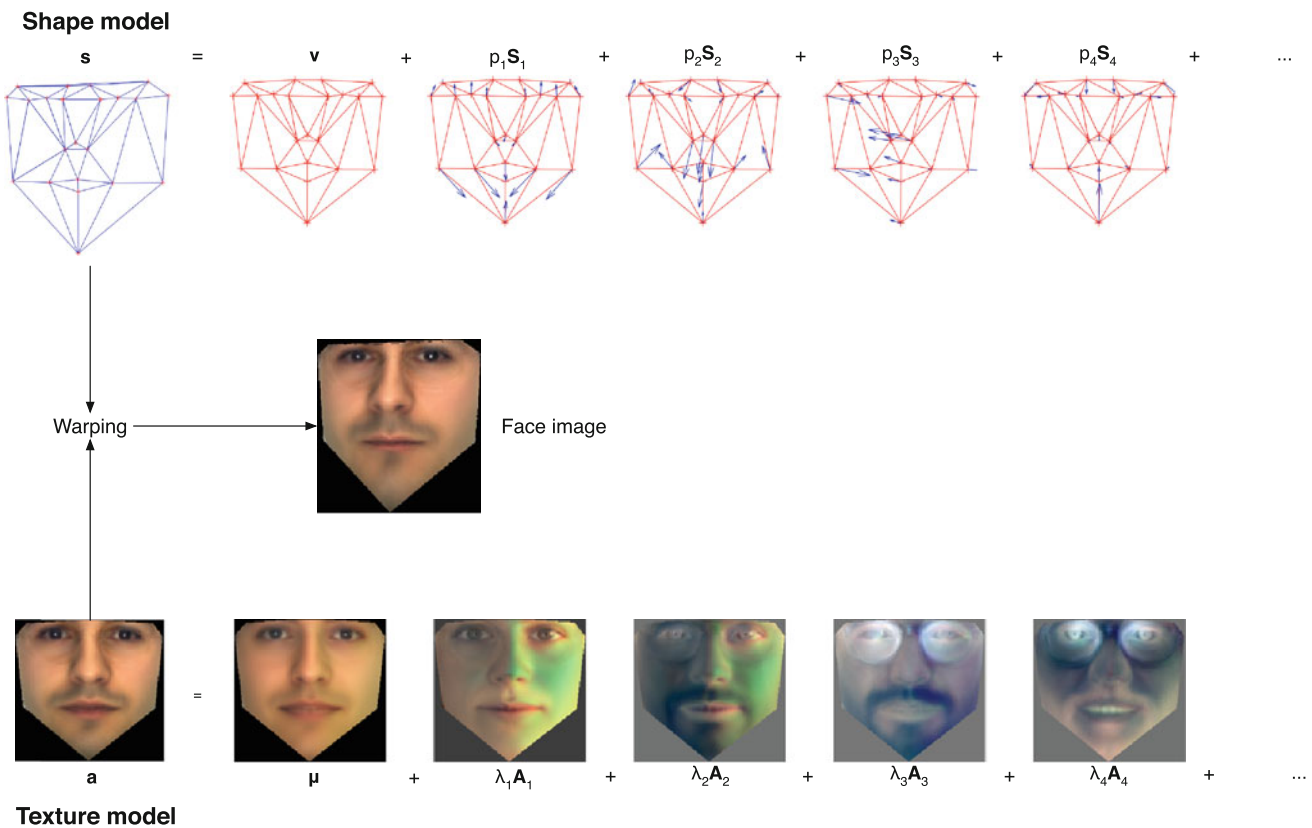 Shape model
s = v + p₁S₁ + p₂S₂ + p₃S₃ + p₄S₄ + ...
Warping
Face image
=
a μ + λ₁A₁ + λ₂A₂ + λ₃A₃ + λ₄A₄ + ...
Texture model